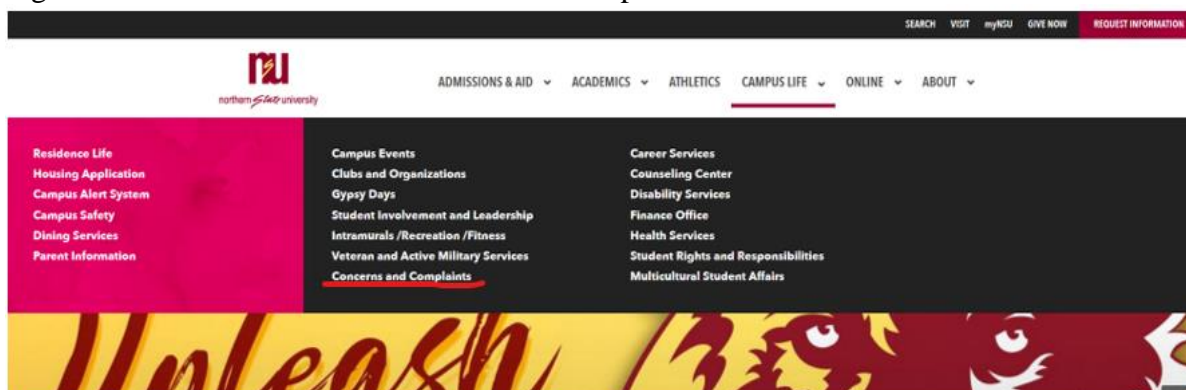 SEARCH VISIT myNSU GIVE NOW REQUEST INFORMATION
nsu
northern State university
ADMISSIONS & AID ACADEMICS ATHLETICS CAMPUS LIFE ONLINE ABOUT
Residence Life
Housing Application
Campus Alert System
Campus Safety
Dining Services
Parent Information
Campus Events
Clubs and Organizations
Gypsy Days
Student Involvement and Leadership
Intramurals /Recreation /Fitness
Veteran and Active Military Services
Concerns and Complaints
Career Services
Counseling Center
Disability Services
Finance Office
Health Services
Student Rights and Responsibilities
Multicultural Student Affairs
Unleash